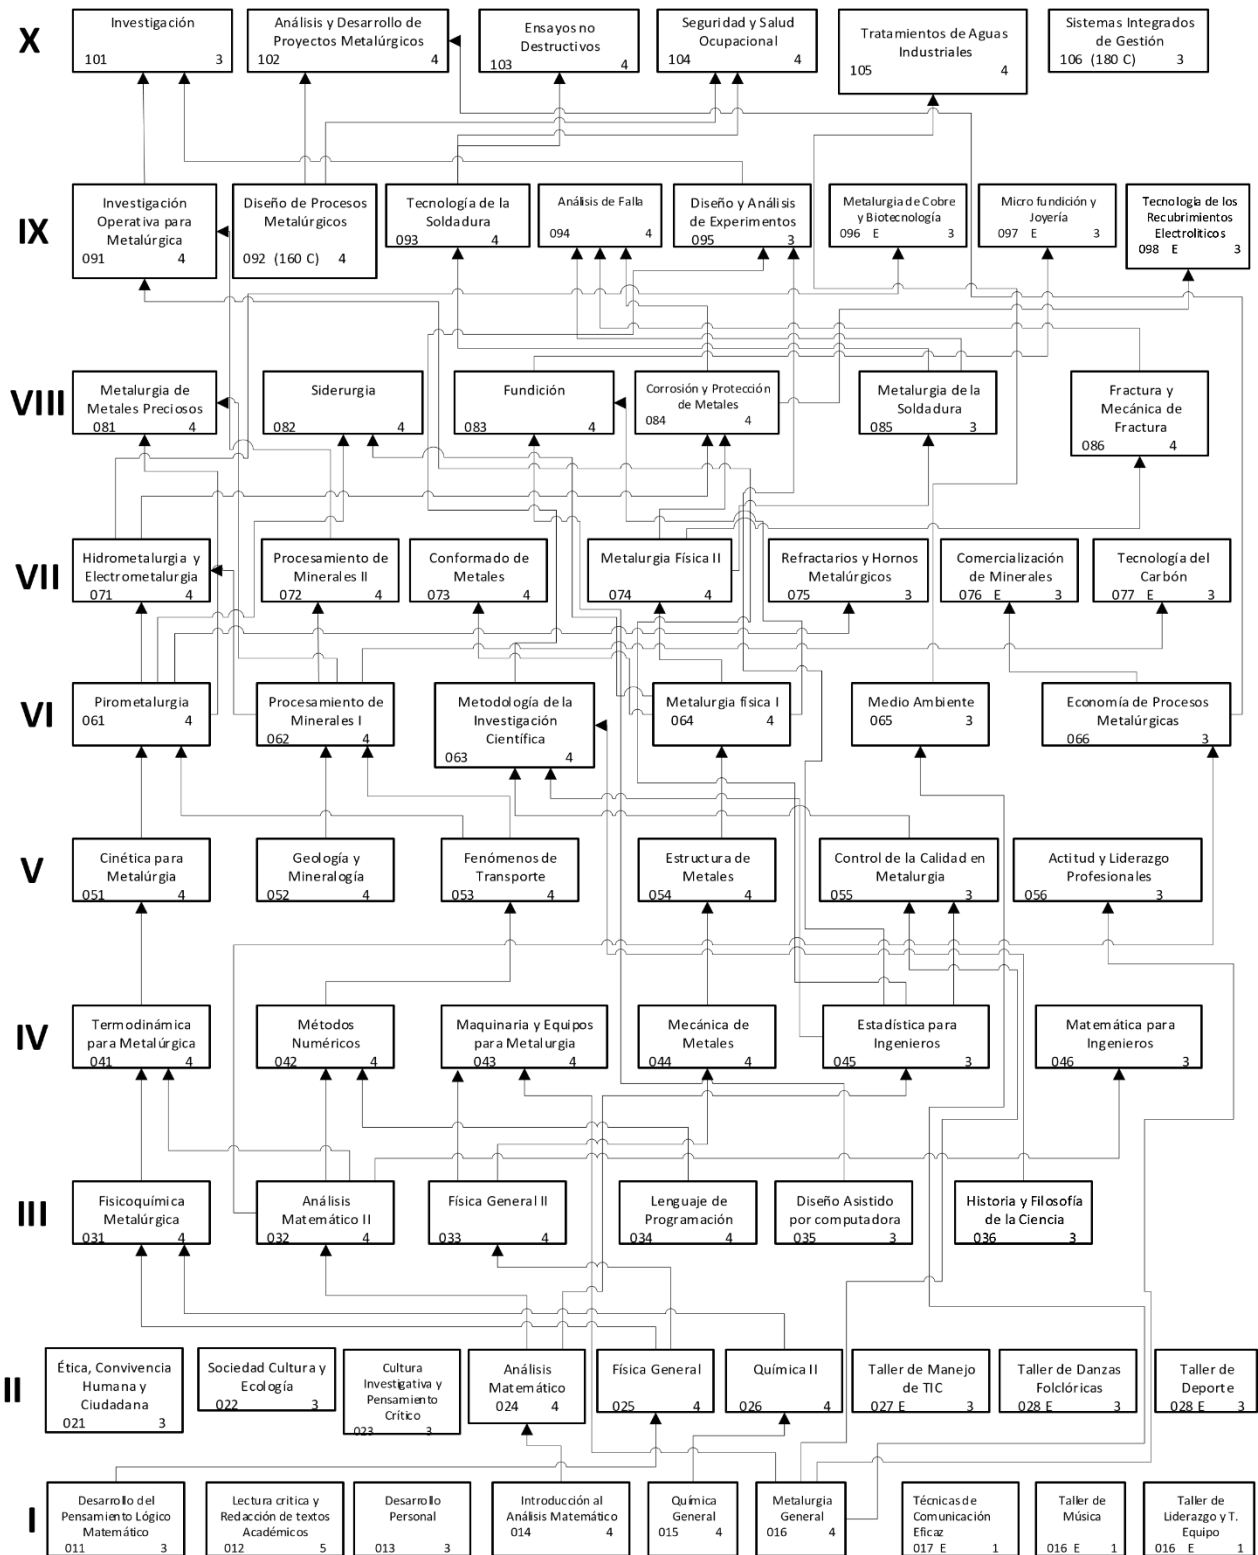 X
Investigación
101 3
Análisis y Desarrollo de
Proyectos Metalúrgicos
102 4
Ensayos no
Destructivos
103 4
Seguridad y Salud
Ocupacional
104 4
Tratamientos de Aguas
Industriales
105 4
Sistemas Integrados
de Gestión
106 (180 C) 3
IX
Investigación
Operativa para
Metalúrgica
091 4
Diseño de Procesos
Metalúrgicos
092 (160 C) 4
Tecnología de la
Soldadura
093 4
Análisis de Falla
094 4
Diseño y Análisis
de Experimentos
095 3
Metalurgia de Cobre
y Biotecnología
096 E 3
Micro fundición y
Joyería
097 E 3
Tecnología de los
Recubrimientos
Electrolíticos
098 E 3
VIII
Metalurgia de
Metales Preciosos
081 4
Siderurgia
082 4
Fundición
083 4
Corrosión y Protección
de Metales
084 4
Metalurgia de la
Soldadura
085 3
Fractura y
Mecánica de
Fractura
086 4
VII
Hidrometalurgia y
Electrometalurgia
071 4
Procesamiento de
Minerales II
072 4
Conformado de
Metales
073 4
Metalurgia Física II
074 4
Refractarios y Hornos
Metalúrgicos
075 3
Comercialización
de Minerales
076 E 3
Tecnología del
Carbón
077 E 3
VI
Pirometalurgia
061 4
Procesamiento de
Minerales I
062 4
Metodología de la
Investigación
Científica
063 4
Metalurgia física I
064 4
Medio Ambiente
065 3
Economía de Procesos
Metalúrgicas
066 3
V
Cinética para
Metalúrgia
051 4
Geología y
Mineralogía
052 4
Fenómenos de
Transporte
053 4
Estructura de
Metales
054 4
Control de la Calidad en
Metalurgia
055 3
Actitud y Liderazgo
Profesionales
056 3
IV
Termodinámica
para Metalúrgica
041 4
Métodos
Numéricos
042 4
Maquinaria y Equipos
para Metalurgia
043 4
Mecánica de
Metales
044 4
Estadística para
Ingenieros
045 3
Matemática para
Ingenieros
046 3
III
Fisicoquímica
Metalúrgica
031 4
Análisis
Matemático II
032 4
Física General II
033 4
Lenguaje de
Programación
034 4
Diseño Asistido
por computadora
035 3
Historia y Filosofía
de la Ciencia
036 3
II
Ética, Convivencia
Humana y
Ciudadana
021 3
Sociedad Cultura y
Ecología
022 3
Cultura
Investigativa y
Pensamiento
Crítico
023 3
Análisis
Matemático
024 4
Física General
025 4
Química II
026 4
Taller de Manejo
de TIC
027 E 3
Taller de Danzas
Folclóricas
028 E 3
Taller de
Deporte
028 E 3
I
Desarrollo del
Pensamiento Lógico
Matemático
011 3
Lectura critica y
Redacción de textos
Académicos
012 5
Desarrollo
Personal
013 3
Introducción al
Análisis Matemático
014 4
Química
General
015 4
Metalurgia
General
016 4
Técnicas de
Comunicación
Eficaz
017 E 1
Taller de
Música
016 E 1
Taller de
Liderazgo y T.
Equipo
016 E 1